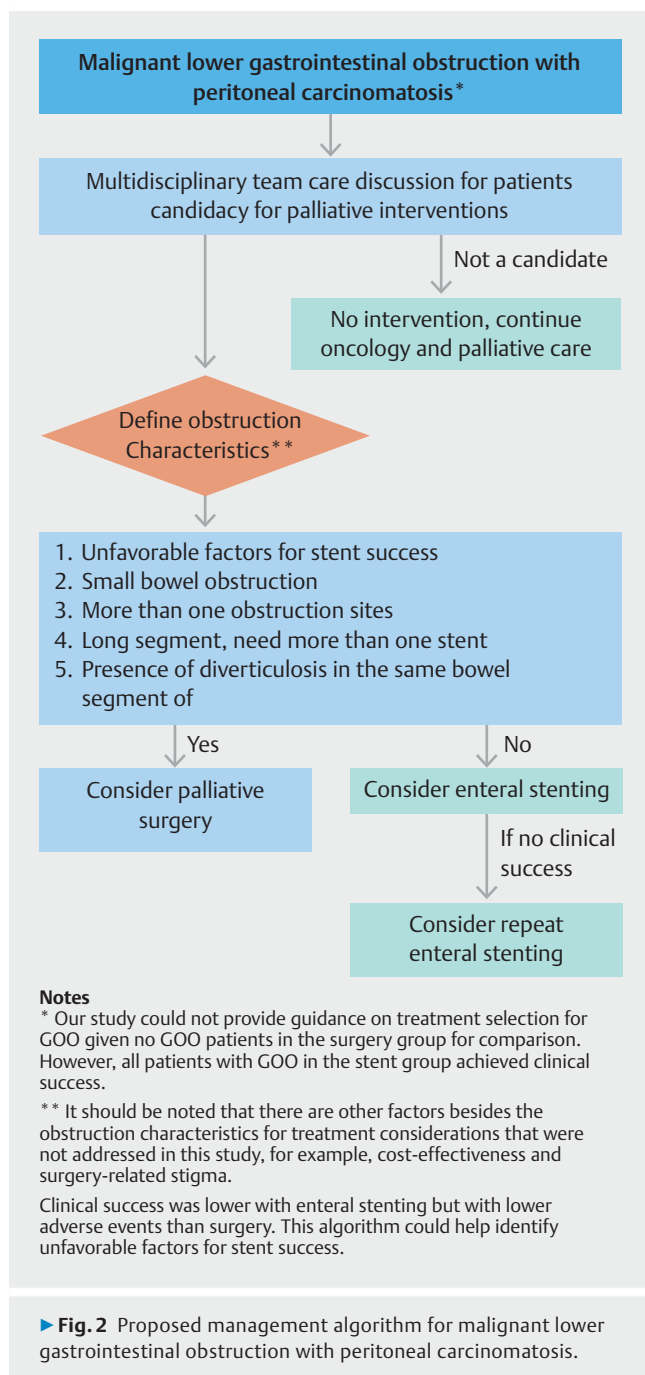 Malignant lower gastrointestinal obstruction with
peritoneal carcinomatosis*
Multidisciplinary team care discussion for patients
candidacy for palliative interventions
Not a candidate
No intervention, continue
oncology and palliative care
Define obstruction
Characteristics**
1. Unfavorable factors for stent success
2. Small bowel obstruction
3. More than one obstruction sites
4. Long segment, need more than one stent
5. Presence of diverticulosis in the same bowel
segment of
Yes
No
Consider palliative
surgery
Consider enteral stenting
If no clinical
success
Consider repeat
enteral stenting
Notes
* Our study could not provide guidance on treatment selection for
GOO given no GOO patients in the surgery group for comparison.
However, all patients with GOO in the stent group achieved clinical
success.
** It should be noted that there are other factors besides the
obstruction characteristics for treatment considerations that were
not addressed in this study, for example, cost-effectiveness and
surgery-related stigma.
Clinical success was lower with enteral stenting but with lower
adverse events than surgery. This algorithm could help identify
unfavorable factors for stent success.
▶ Fig. 2 Proposed management algorithm for malignant lower
gastrointestinal obstruction with peritoneal carcinomatosis.